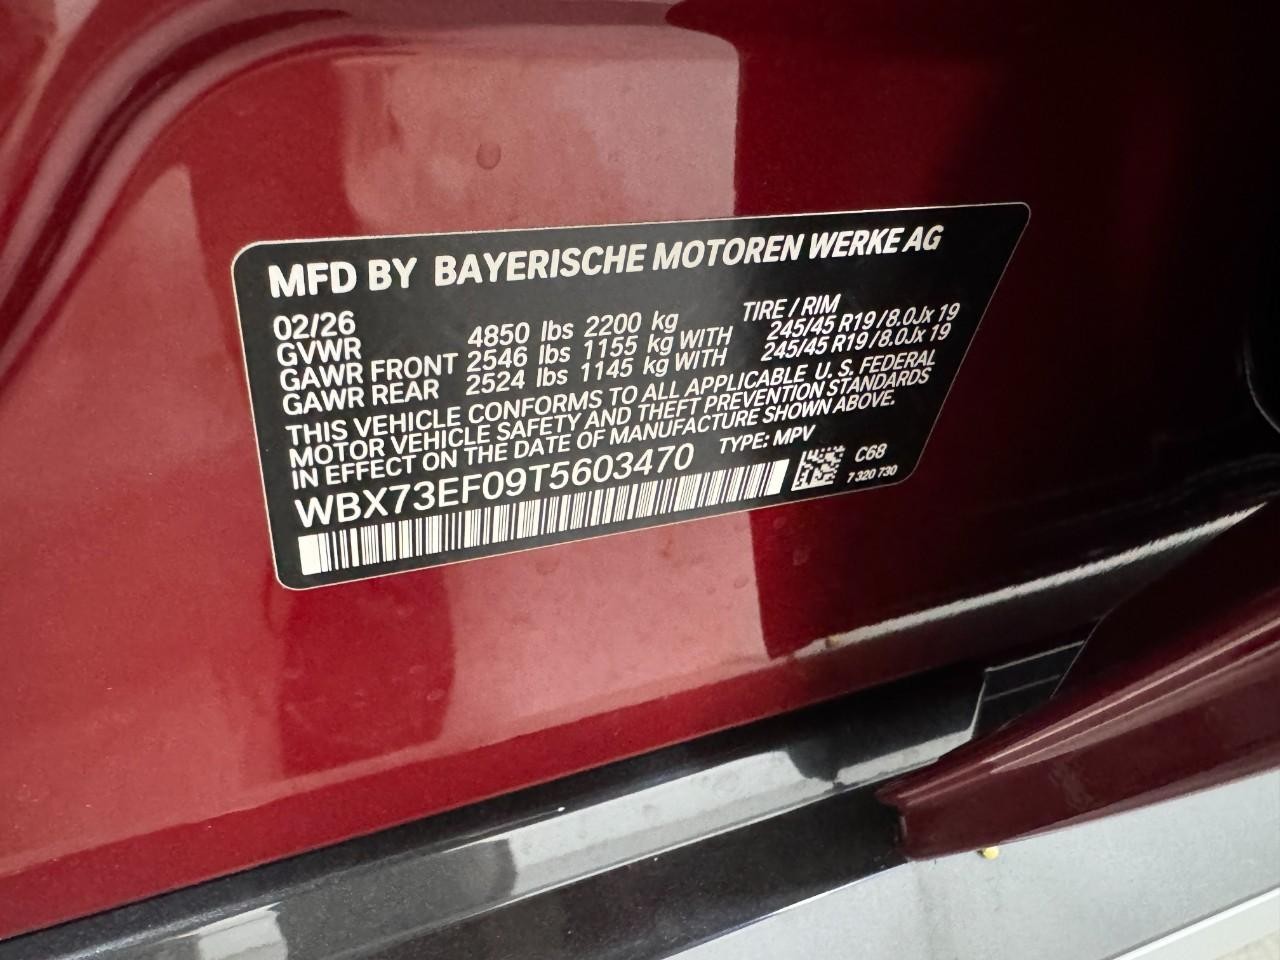 MFD BY BAYERISCHE MOTOREN WERKE AG
02/26 TIRE / RIM
GVWR 4850 lbs 2200 kg
GAWR FRONT 2546 lbs 1155 kg WITH 245/45 R19/8.0Jx 19
GAWR REAR 2524 lbs 1145 kg WITH 245/45 R19/8.0Jx 19
THIS VEHICLE CONFORMS TO ALL APPLICABLE U. S. FEDERAL
MOTOR VEHICLE SAFETY AND THEFT PREVENTION STANDARDS
IN EFFECT ON THE DATE OF MANUFACTURE SHOWN ABOVE.
WBX73EF09T5603470 TYPE: MPV
C68
7 320 730